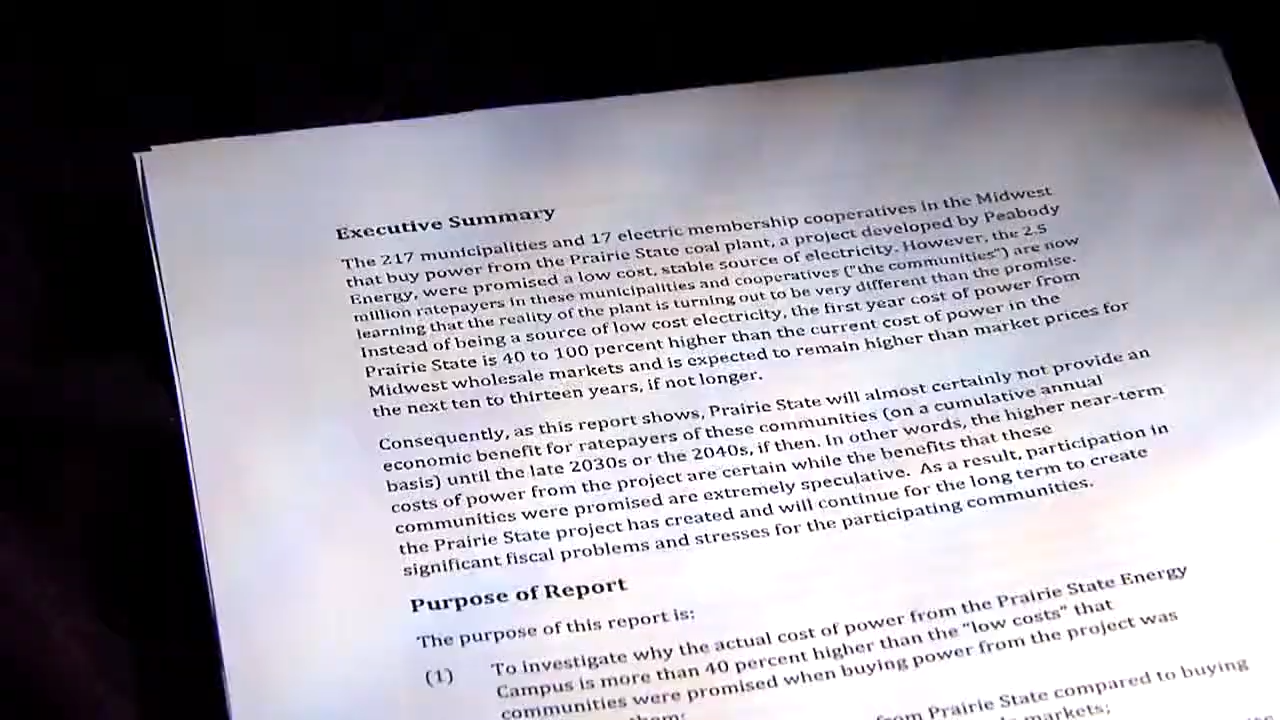 Executive Summary
The 217 municipalities and 17 electric membership cooperatives in the Midwest
that buy power from the Prairie State coal plant, a project developed by Peabody
Energy, were promised a low cost, stable source of electricity. However, the 2.5
million ratepayers in these municipalities and cooperatives ("the communities") are now
learning that the reality of the plant is turning out to be very different than the promise.
Instead of being a source of low cost electricity, the first year cost of power from
Prairie State is 40 to 100 percent higher than the current cost of power in the
Midwest wholesale markets and is expected to remain higher than market prices for
the next ten to thirteen years, if not longer.
Consequently, as this report shows, Prairie State will almost certainly not provide an
economic benefit for ratepayers of these communities (on a cumulative annual
basis) until the late 2030s or the 2040s, if then. In other words, the higher near-term
costs of power from the project are certain while the benefits that these
communities were promised are extremely speculative. As a result, participation in
the Prairie State project has created and will continue for the long term to create
significant fiscal problems and stresses for the participating communities.
Purpose of Report
The purpose of this report is:
(1) To investigate why the actual cost of power from the Prairie State Energy
Campus is more than 40 percent higher than the "low costs" that
communities were promised when buying power from the project was
them;
from Prairie State compared to buying
markets;